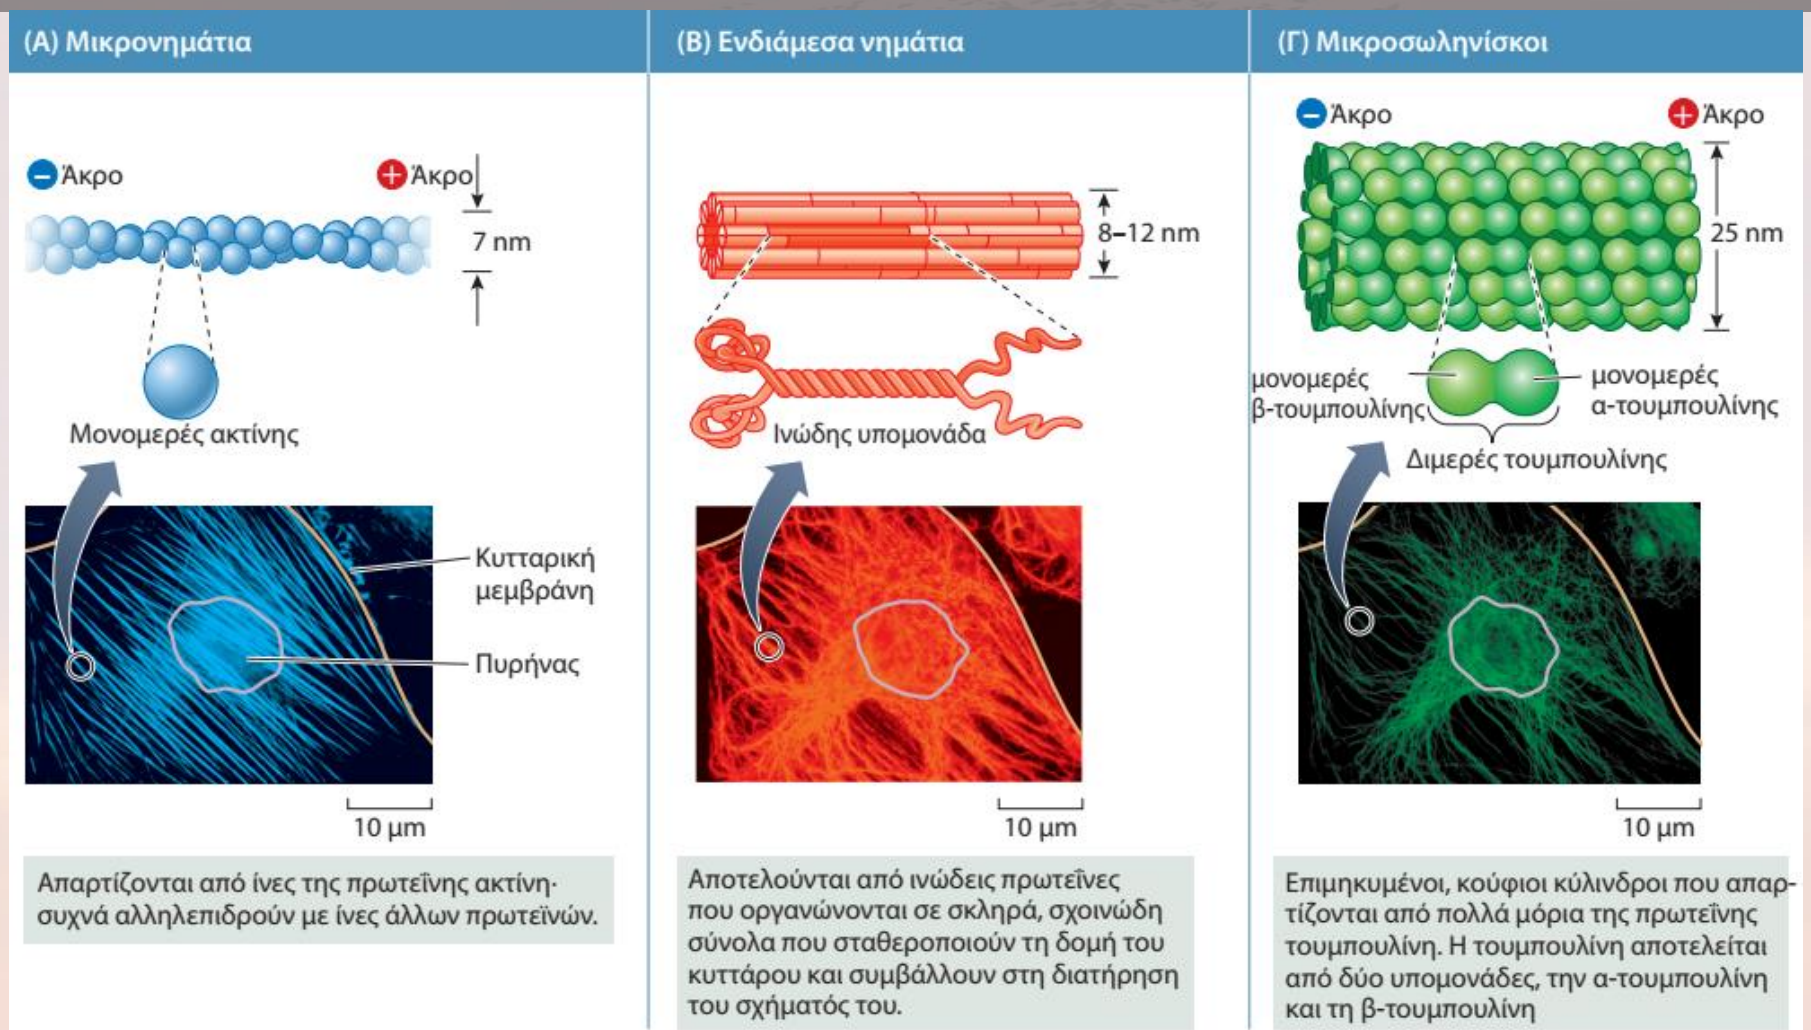 (Α) Μικρονημάτια
− Άκρο
+ Άκρο
7 nm
Μονομερές ακτίνης
Κυτταρική
μεμβράνη
Πυρήνας
10 μm
Απαρτίζονται από ίνες της πρωτεΐνης ακτίνη·
συχνά αλληλεπιδρούν με ίνες άλλων πρωτεϊνών.
(Β) Ενδιάμεσα νημάτια
8–12 nm
Ινώδης υπομονάδα
10 μm
Αποτελούνται από ινώδεις πρωτεΐνες
που οργανώνονται σε σκληρά, σχοινώδη
σύνολα που σταθεροποιούν τη δομή του
κυττάρου και συμβάλλουν στη διατήρηση
του σχήματός του.
(Γ) Μικροσωληνίσκοι
− Άκρο
+ Άκρο
25 nm
μονομερές
β-τουμπουλίνης
μονομερές
α-τουμπουλίνης
Διμερές τουμπουλίνης
10 μm
Επιμηκυμένοι, κούφιοι κύλινδροι που απαρ-
τίζονται από πολλά μόρια της πρωτεΐνης
τουμπουλίνη. Η τουμπουλίνη αποτελείται
από δύο υπομονάδες, την α-τουμπουλίνη
και τη β-τουμπουλίνη